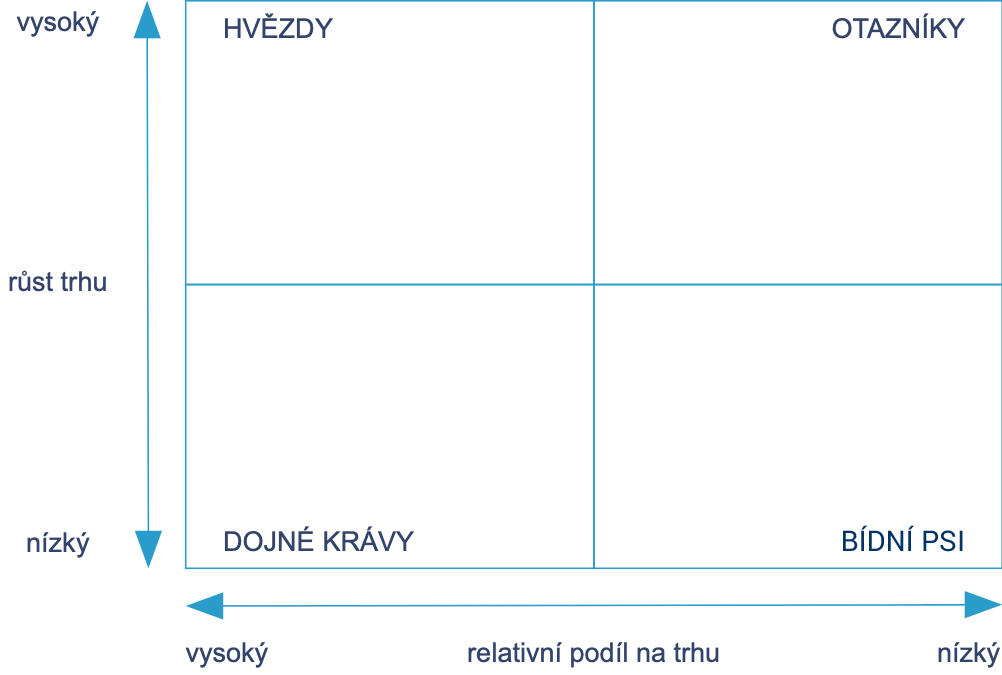 vysoký
HVĚZDY
OTAZNÍKY
růst trhu
nízký
DOJNÉ KRÁVY
BÍDNÍ PSI
vysoký
relativní podíl na trhu
nízký